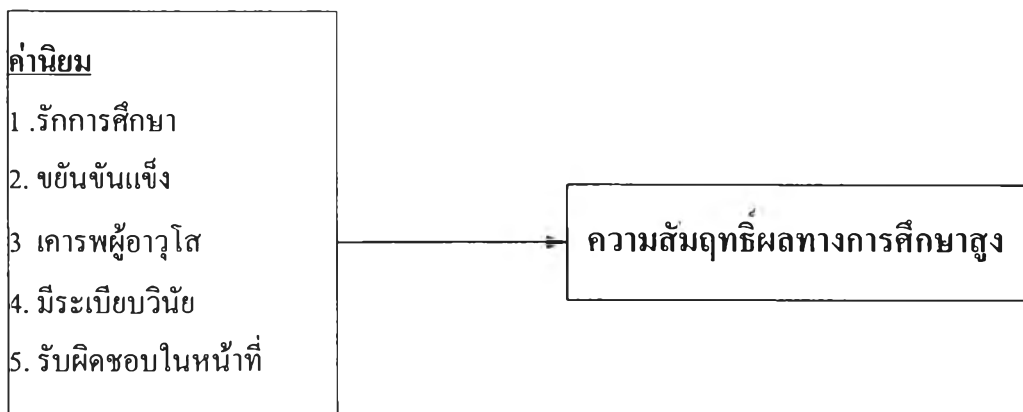 ค่านิยม
1 .รักการศึกษา
2. ขยันขันแข็ง
3 เคารพผู้อาวุโส
4. มีระเบียบวินัย
5. รับผิดชอบในหน้าที่
ความสัมฤทธิ์ผลทางการศึกษาสูง